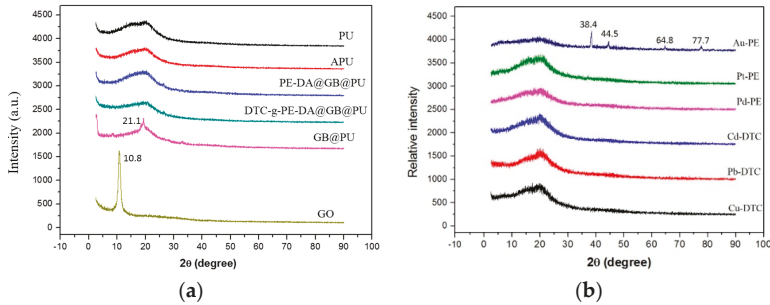 4500
4000
3500
3000
2500
2000
1500
1000
500
0
Intensity (a.u.)
PU
APU
PE-DA@GB@PU
DTC-g-PE-DA@GB@PU
21.1
GB@PU
10.8
GO
-10 0 10 20 30 40 50 60 70 80 90 100
2θ (degree)
(a)
4500
4000
3500
3000
2500
2000
1500
1000
500
0
Relative intensity
38.4
44.5
64.8
77.7
Au-PE
Pt-PE
Pd-PE
Cd-DTC
Pb-DTC
Cu-DTC
-10 0 10 20 30 40 50 60 70 80 90 100
2θ (degree)
(b)